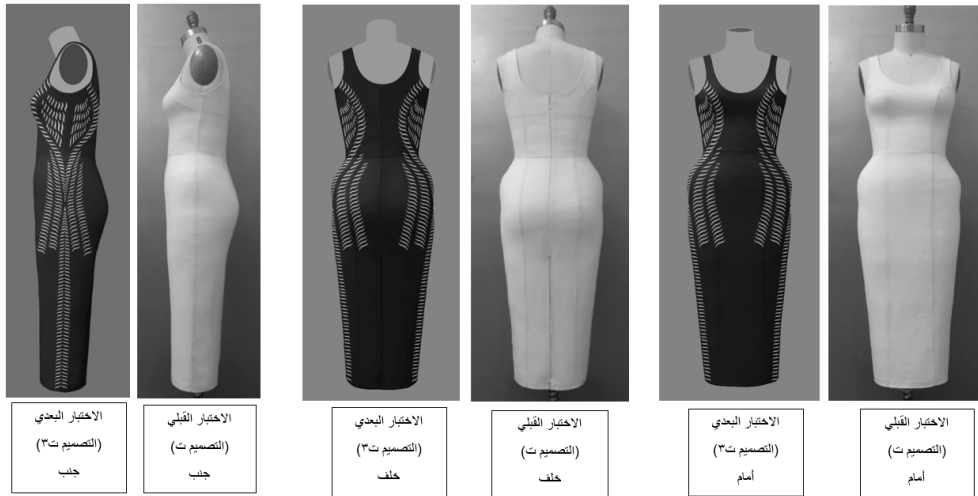 الاختبار القبلي
(التصميم ت)
أمام
الاختبار البعدي
(التصميم ت٣)
أمام
الاختبار القبلي
(التصميم ت)
خلف
الاختبار البعدي
(التصميم ت٣)
خلف
الاختبار القبلي
(التصميم ت)
جنب
الاختبار البعدي
(التصميم ت٣)
جنب